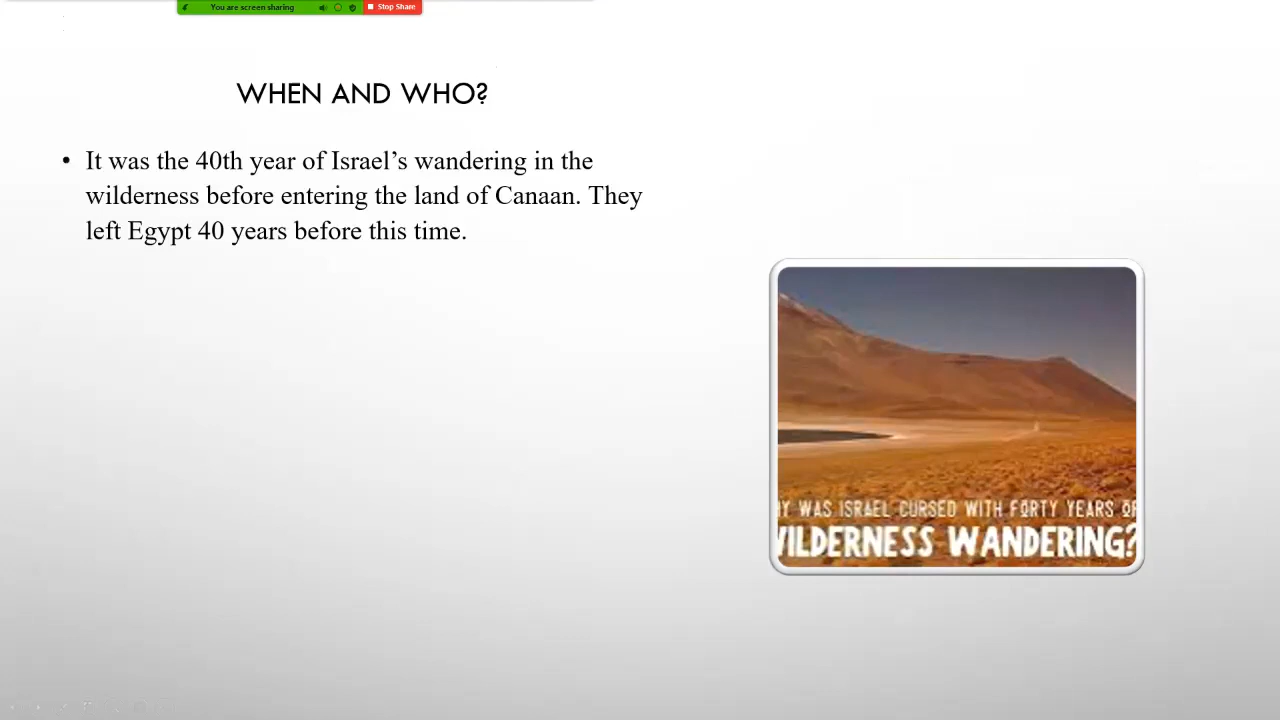 You are screen sharing
Stop Share
WHEN AND WHO?
• It was the 40th year of Israel’s wandering in the
wilderness before entering the land of Canaan. They
left Egypt 40 years before this time.
WAS ISRAEL CURSED WITH FORTY YEARS
WANDERING?